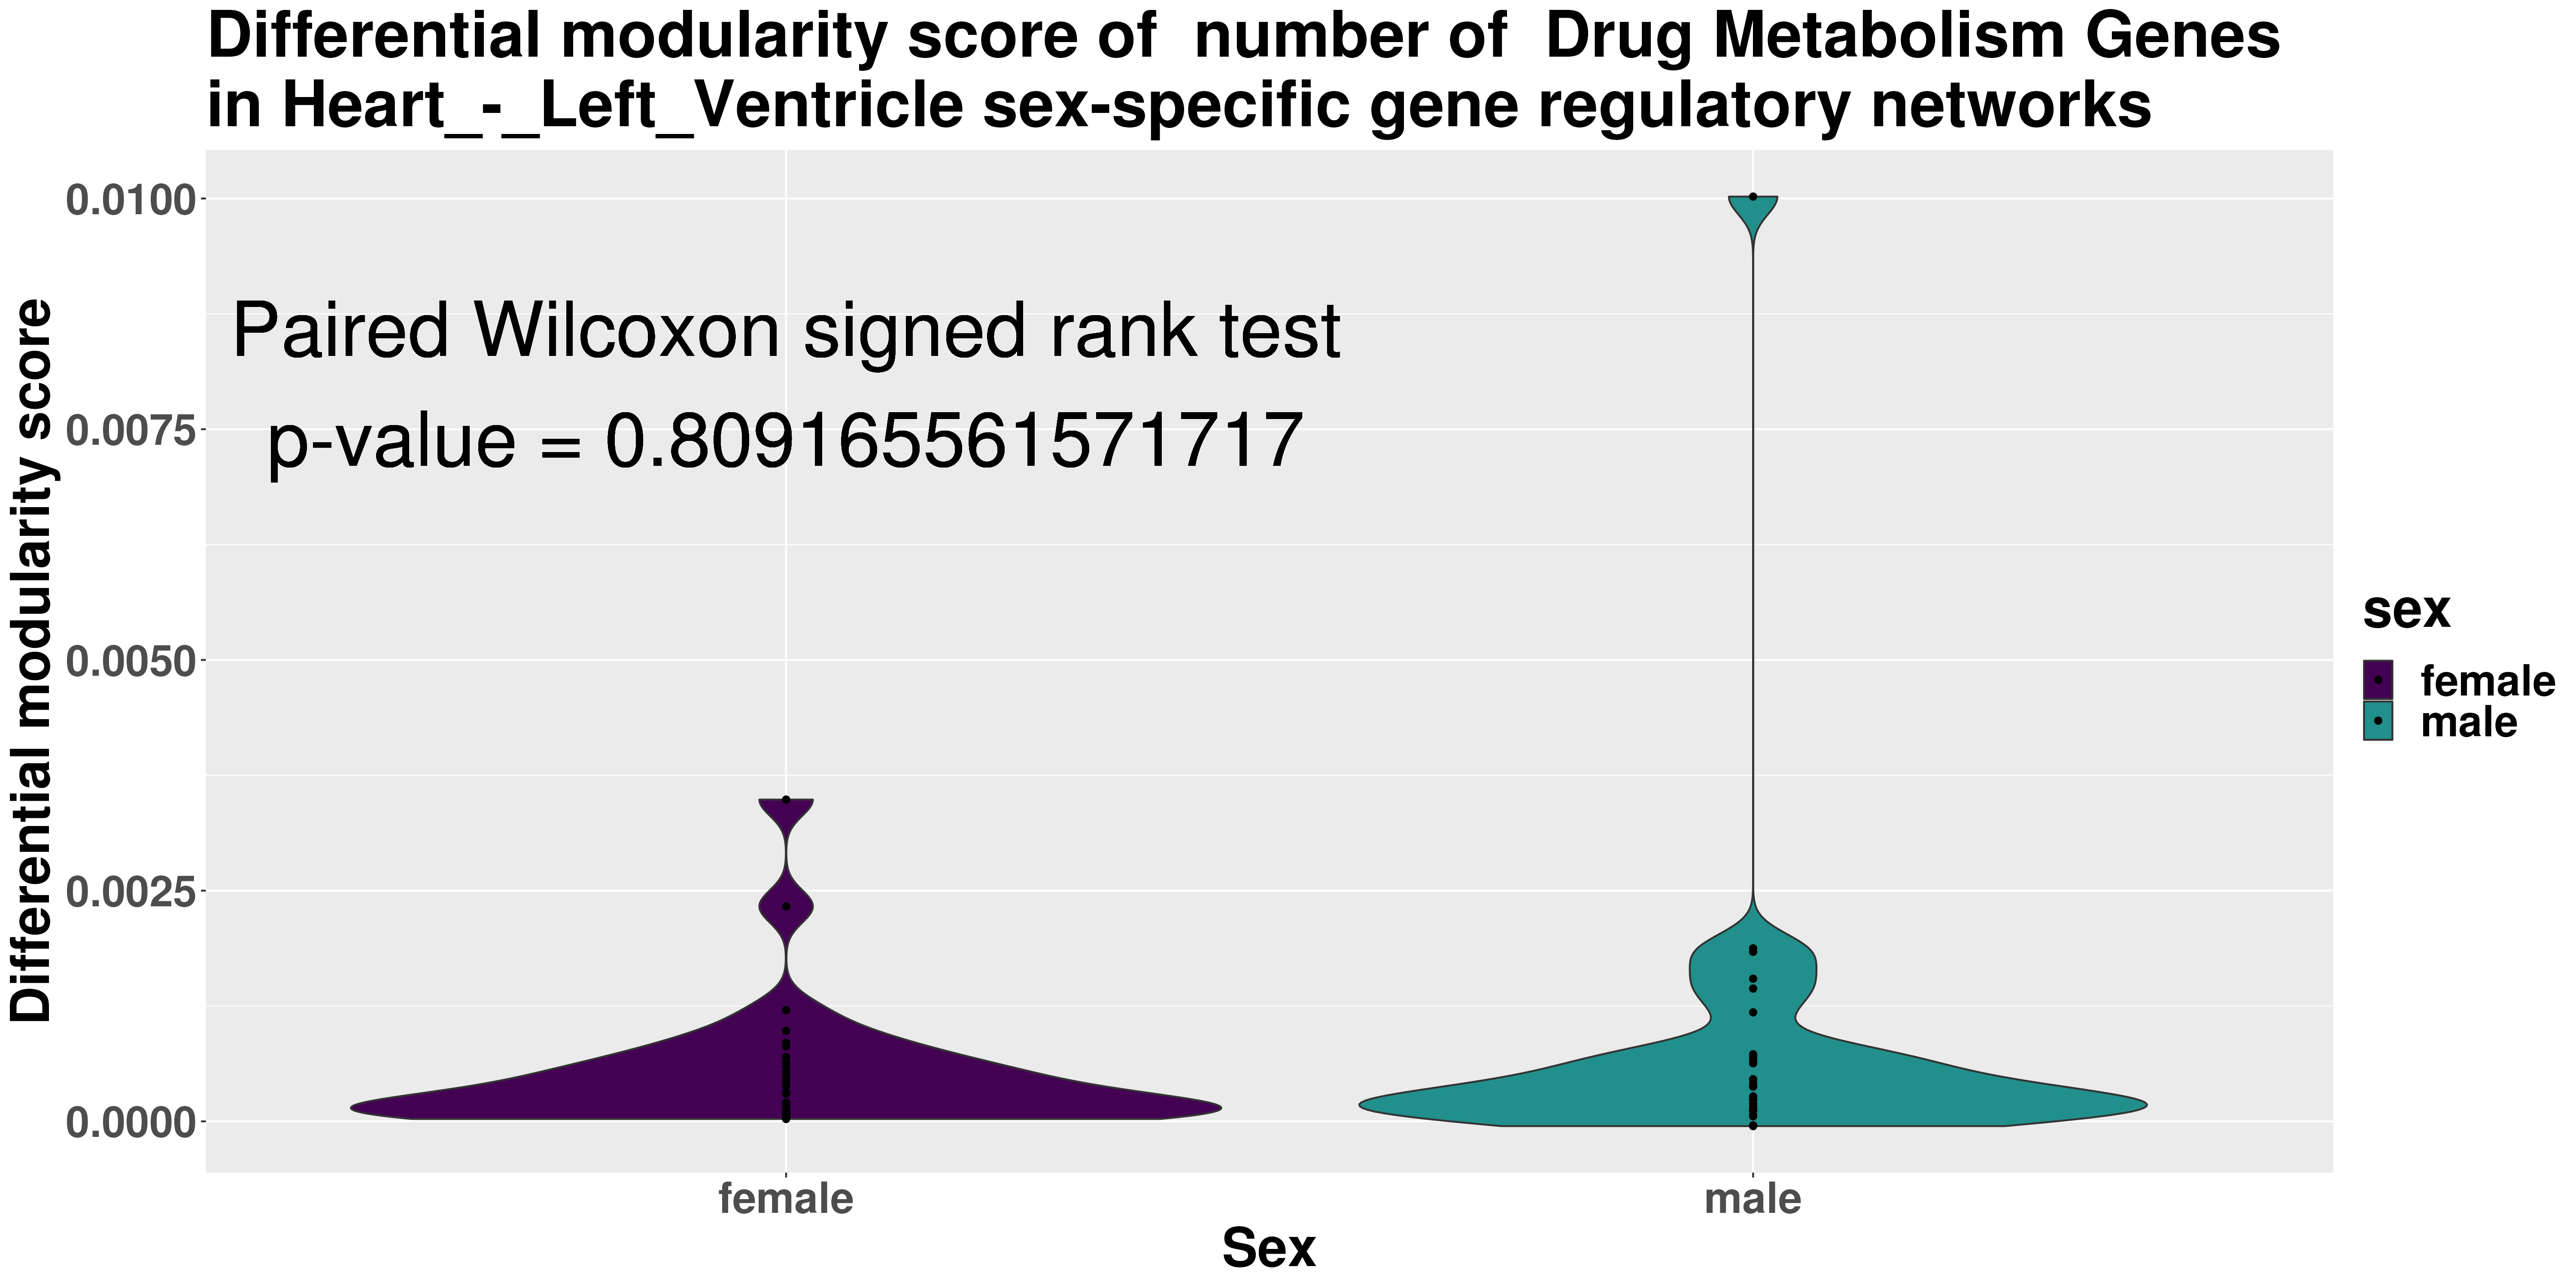 Differential modularity score of  number of  Drug Metabolism Genes
in Heart_-_Left_Ventricle sex-specific gene regulatory networks
Differential modularity score
0.0100
0.0075
0.0050
0.0025
0.0000
Paired Wilcoxon signed rank test
p-value = 0.809165561571717
female
male
Sex
sex
female
male